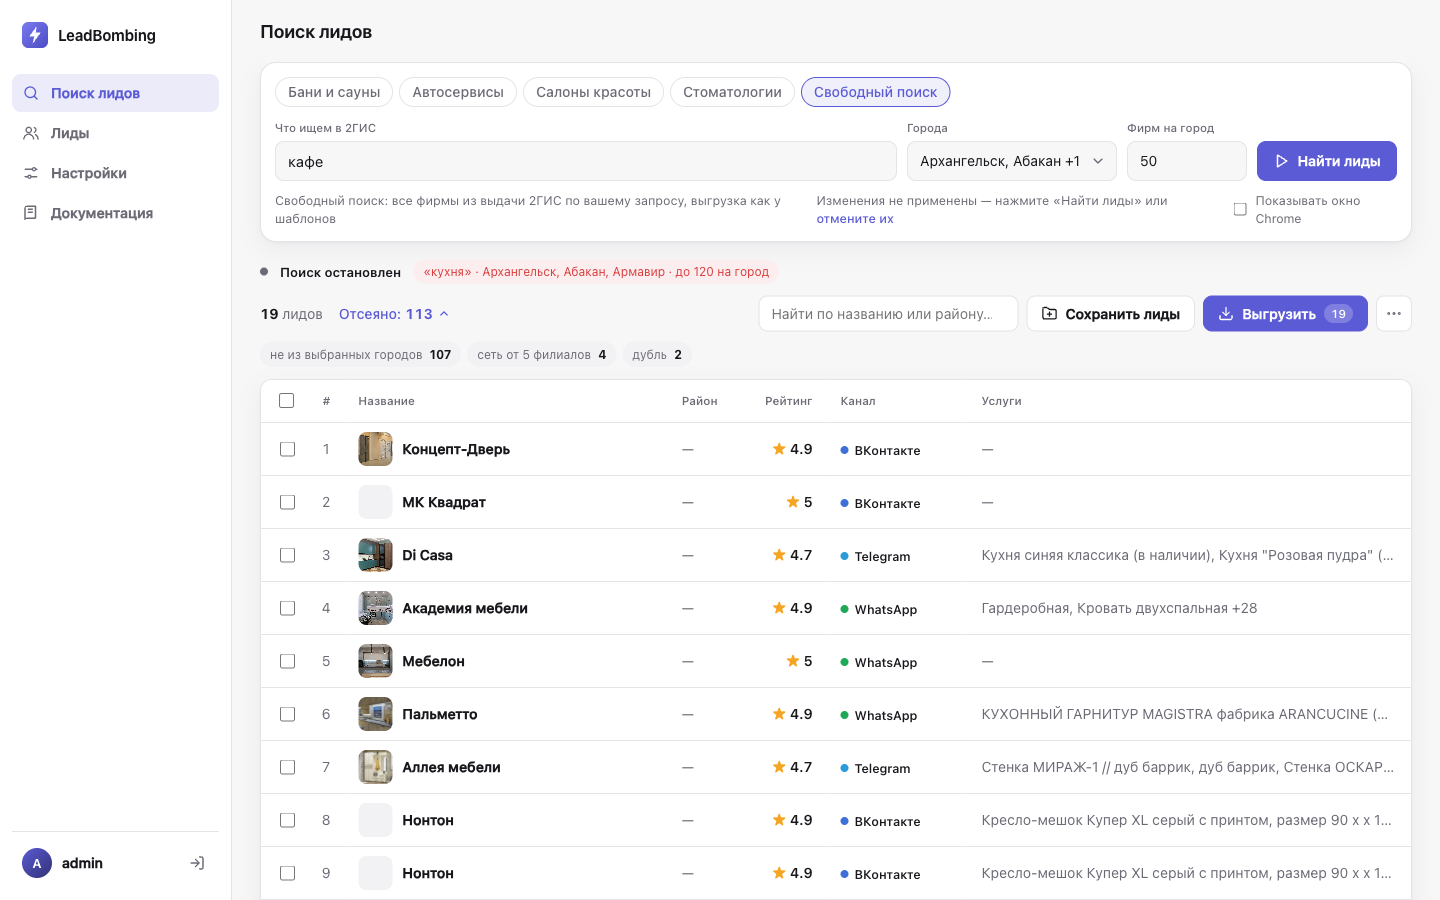 LeadBombing
Поиск лидов
Лиды
Настройки
Документация
A admin
Поиск лидов
Бани и сауны Автосервисы Салоны красоты Стоматологии Свободный поиск
Что ищем в 2ГИС Города Фирм на город
кафе Архангельск, Абакан +1 50 Найти лиды
Свободный поиск: все фирмы из выдачи 2ГИС по вашему запросу, выгрузка как у
шаблонов
Изменения не применены — нажмите «Найти лиды» или
отмените их
Показывать окно
Chrome
Поиск остановлен «кухня» · Архангельск, Абакан, Армавир · до 120 на город
19 лидов Отсеяно: 113 Найти по названию или району... Сохранить лиды Выгрузить 19 ···
не из выбранных городов 107 сеть от 5 филиалов 4 дубль 2
# Название Район Рейтинг Канал Услуги
1 Концепт-Дверь — 4.9 ВКонтакте —
2 МК Квадрат — 5 ВКонтакте —
3 Di Casa — 4.7 Telegram Кухня синяя классика (в наличии), Кухня "Розовая пудра" (...
4 Академия мебели — 4.9 WhatsApp Гардеробная, Кровать двухспальная +28
5 Мебелон — 5 WhatsApp —
6 Пальметто — 4.9 WhatsApp КУХОННЫЙ ГАРНИТУР MAGISTRA фабрика ARANCUCINE (...
7 Аллея мебели — 4.7 Telegram Стенка МИРАЖ-1 // дуб баррик, дуб баррик, Стенка ОСКАР...
8 Нонтон — 4.9 ВКонтакте Кресло-мешок Купер XL серый с принтом, размер 90 х х 1...
9 Нонтон — 4.9 ВКонтакте Кресло-мешок Купер XL серый с принтом, размер 90 х х 1...